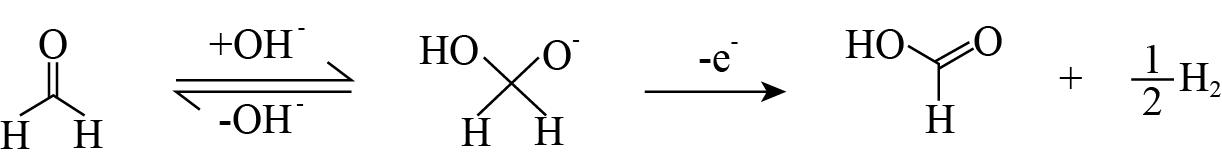 O
H H
+OH-
-OH-
HO O-
H H
-e-
HO O
H
+
1
2
H2